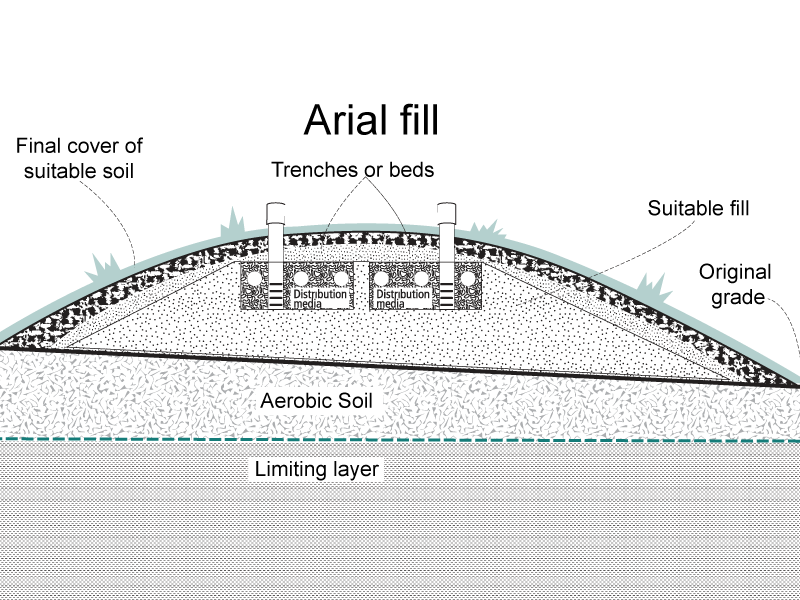 Arial fill
Final cover of
suitable soil
Trenches or beds
Suitable fill
Original
grade
Distribution
media
Distribution
media
Aerobic Soil
Limiting layer